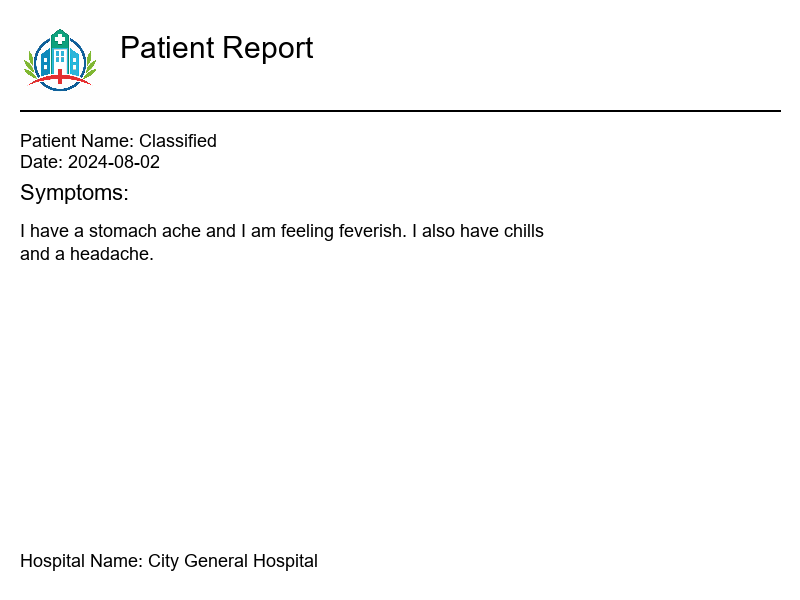 Patient Report
Patient Name: Classified
Date: 2024-08-02
Symptoms:
I have a stomach ache and I am feeling feverish. I also have chills
and a headache.
Hospital Name: City General Hospital